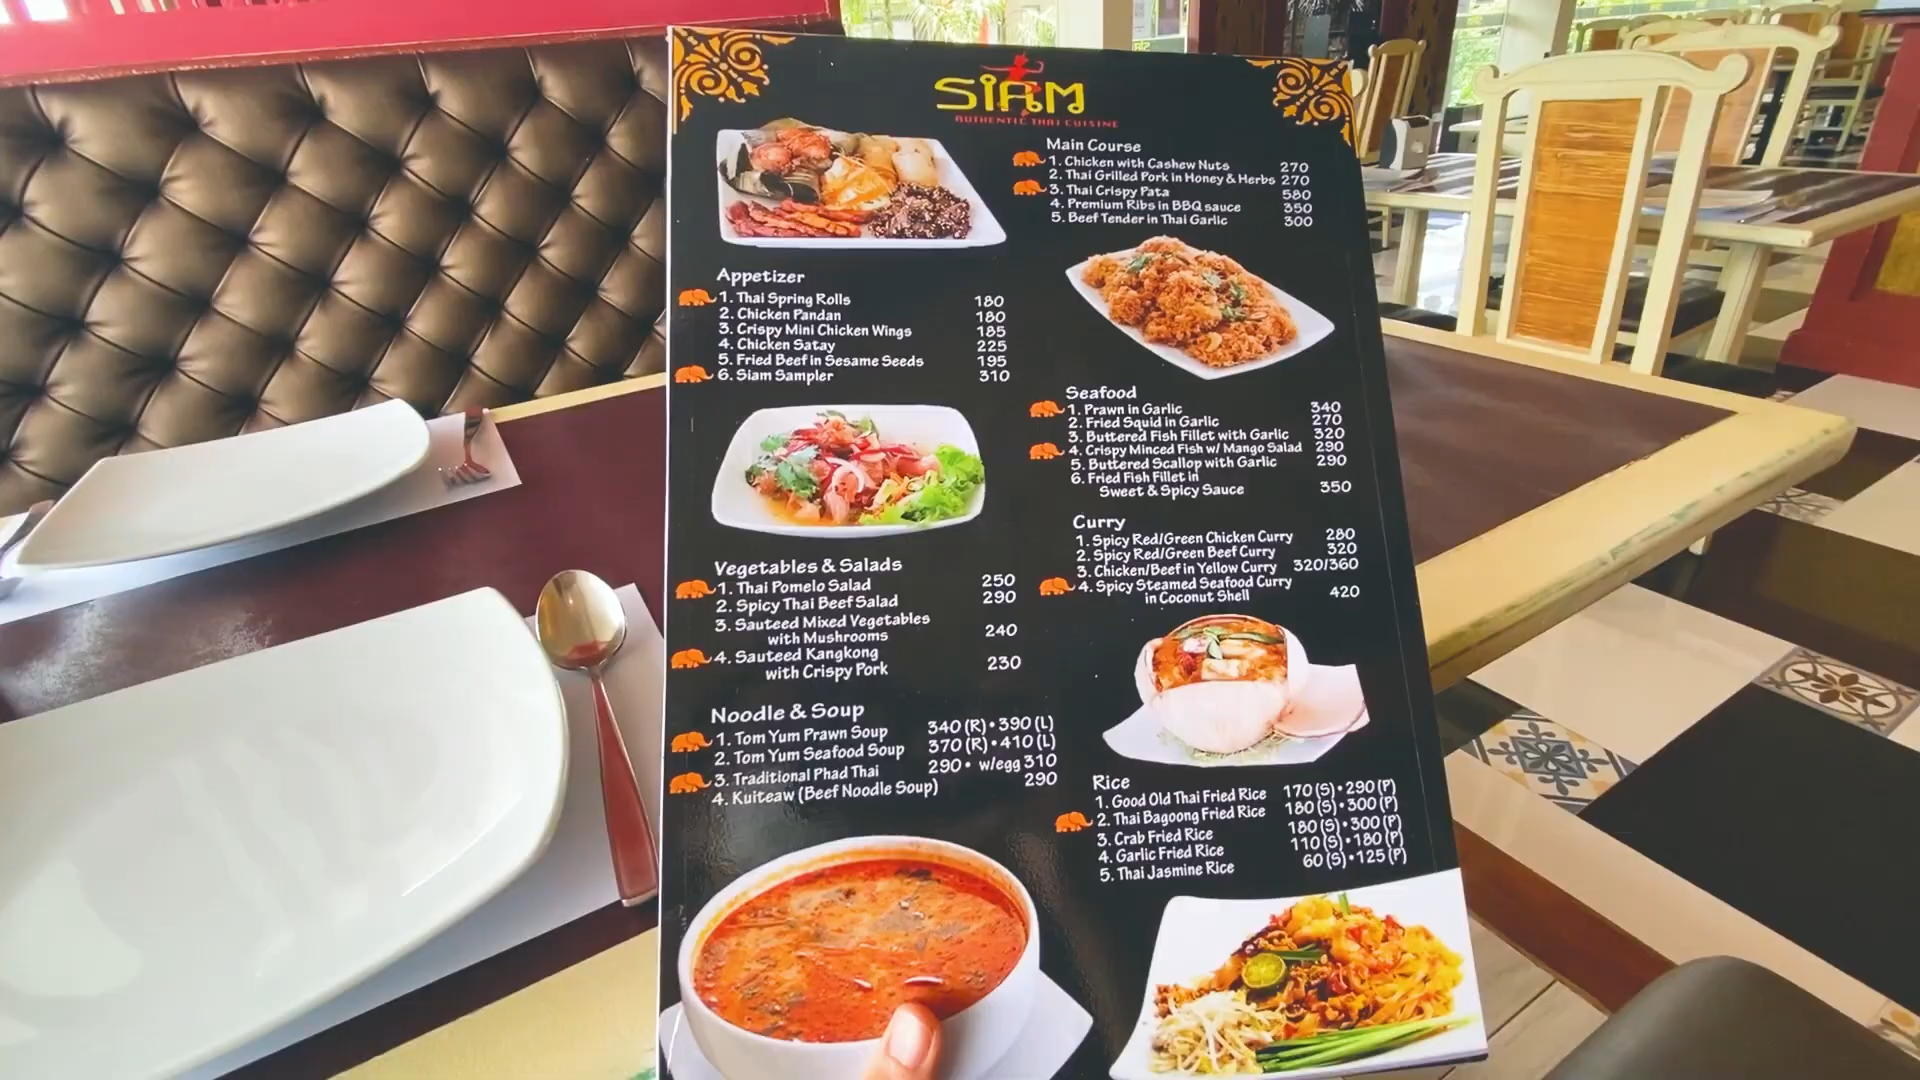 SIAM
AUTHENTIC THAI CUISINE
Appetizer
1. Thai Spring Rolls 180
2. Chicken Pandan 180
3. Crispy Mini Chicken Wings 185
4. Chicken Satay 225
5. Fried Beef in Sesame Seeds 195
6. Siam Sampler 310
Vegetables & Salads
1. Thai Pomelo Salad 250
2. Spicy Thai Beef Salad 290
3. Sauteed Mixed Vegetables
with Mushrooms 240
4. Sauteed Kangkong
with Crispy Pork 230
Noodle & Soup
1. Tom Yum Prawn Soup 340 (R) • 390 (L)
2. Tom Yum Seafood Soup 370 (R) • 410 (L)
3. Traditional Phad Thai 290 • w/egg 310
4. Kuiteaw (Beef Noodle Soup) 290
Main Course
1. Chicken with Cashew Nuts 270
2. Thai Grilled Pork in Honey & Herbs 270
3. Thai Crispy Pata 580
4. Premium Ribs in BBQ sauce 350
5. Beef Tender in Thai Garlic 300
Seafood
1. Prawn in Garlic 340
2. Fried Squid in Garlic 270
3. Buttered Fish Fillet with Garlic 320
4. Crispy Minced Fish w/ Mango Salad 290
5. Buttered Scallop with Garlic 290
6. Fried Fish Fillet in
Sweet & Spicy Sauce 350
Curry
1. Spicy Red/Green Chicken Curry 280
2. Spicy Red/Green Beef Curry 320
3. Chicken/Beef in Yellow Curry 320/360
4. Spicy Steamed Seafood Curry
in Coconut Shell 420
Rice
1. Good Old Thai Fried Rice 170 (S) • 290 (P)
2. Thai Bagoong Fried Rice 180 (S) • 300 (P)
3. Crab Fried Rice 180 (S) • 300 (P)
4. Garlic Fried Rice 110 (S) • 180 (P)
5. Thai Jasmine Rice 60 (S) • 125 (P)